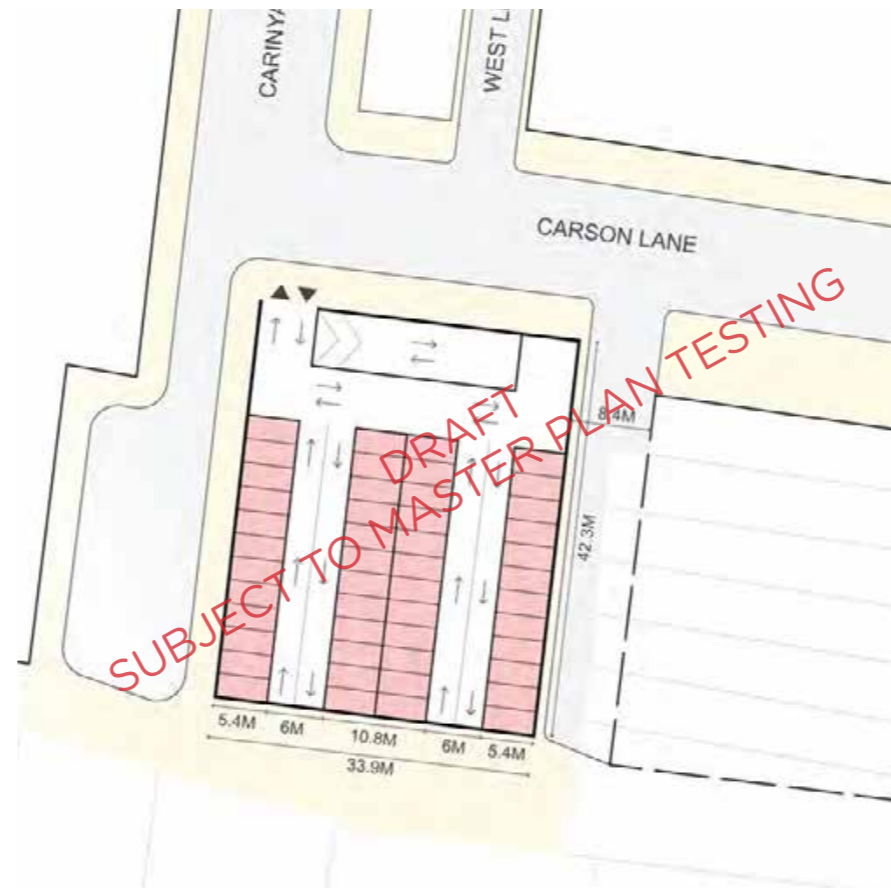 CARINYA
WEST L
CARSON LANE
DRAFT
SUBJECT TO MASTER PLAN TESTING
8.4M
42.3M
5.4M
6M
10.8M
6M
5.4M
33.9M